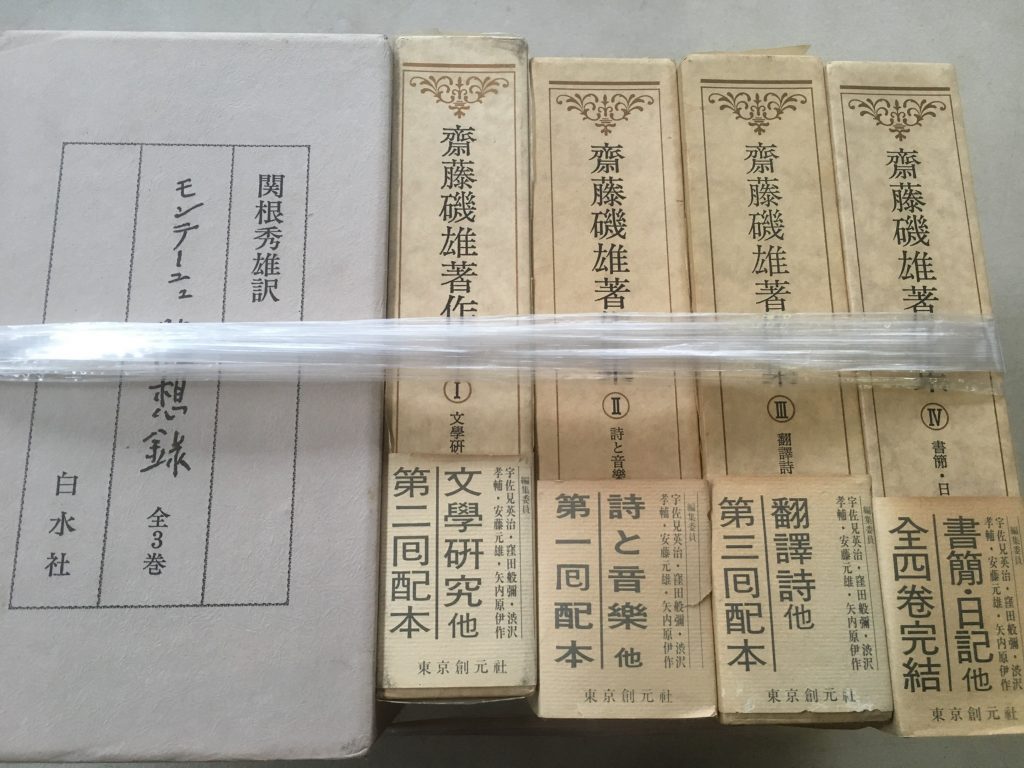 関根秀雄訳
モンテーニュ
想録 全3巻
白水社
齋藤磯雄著作
Ⅰ 文學研
編集委員
宇佐見英治・窪田般彌・渋沢
孝輔・安藤元雄・矢内原伊作
文學研究他
第二囘配本
東京創元社
齋藤磯雄著
Ⅱ 詩と音樂
編集委員
宇佐見英治・窪田般彌・渋沢
孝輔・安藤元雄・矢内原伊作
詩と音樂 他
第一囘配本
東京創元社
齋藤磯雄著
Ⅲ 翻譯詩
編集委員
宇佐見英治・窪田般彌・渋沢
孝輔・安藤元雄・矢内原伊作
翻譯詩他
第三囘配本
東京創元社
齋藤磯雄著
Ⅳ 書簡・日
編集委員
宇佐見英治・窪田般彌・渋沢
孝輔・安藤元雄・矢内原伊作
書簡・日記他
全四巻完結
東京創元社